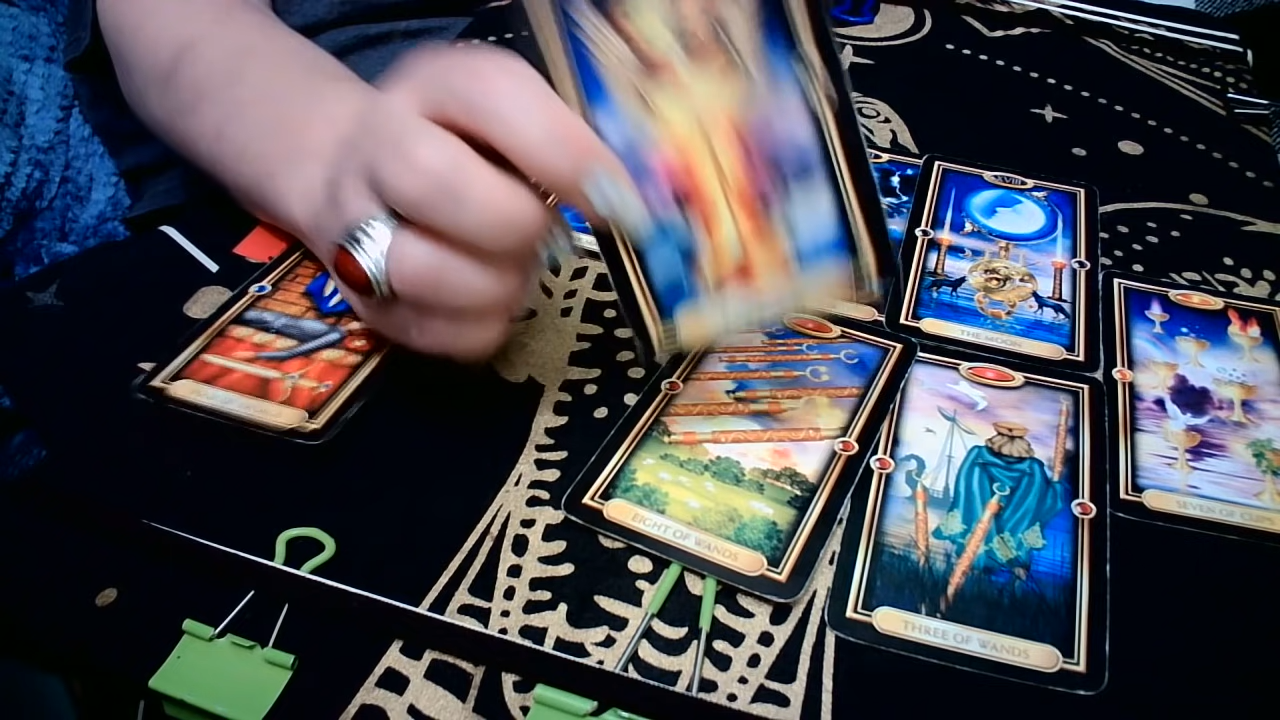 XVIII
THE MOON
SEVEN OF CUPS
EIGHT OF WANDS
THREE OF WANDS